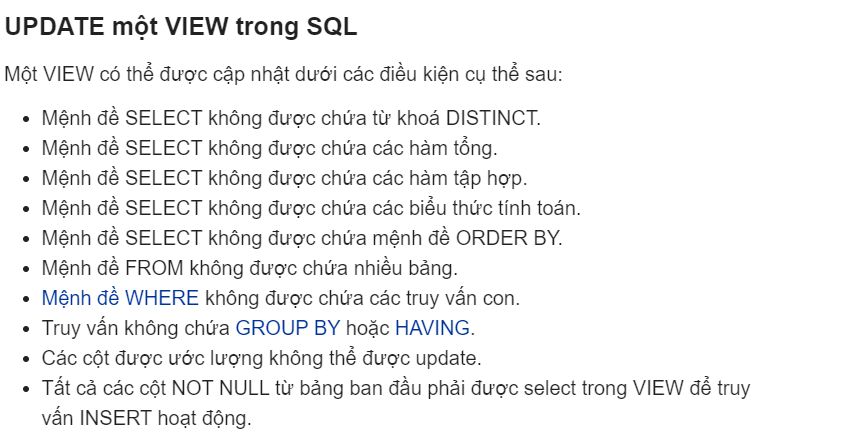 UPDATE một VIEW trong SQL
Một VIEW có thể được cập nhật dưới các điều kiện cụ thể sau:
• Mệnh đề SELECT không được chứa từ khoá DISTINCT.
• Mệnh đề SELECT không được chứa các hàm tổng.
• Mệnh đề SELECT không được chứa các hàm tập hợp.
• Mệnh đề SELECT không được chứa các biểu thức tính toán.
• Mệnh đề SELECT không được chứa mệnh đề ORDER BY.
• Mệnh đề FROM không được chứa nhiều bảng.
• Mệnh đề WHERE không được chứa các truy vấn con.
• Truy vấn không chứa GROUP BY hoặc HAVING.
• Các cột được ước lượng không thể được update.
• Tất cả các cột NOT NULL từ bảng ban đầu phải được select trong VIEW để truy
vấn INSERT hoạt động.